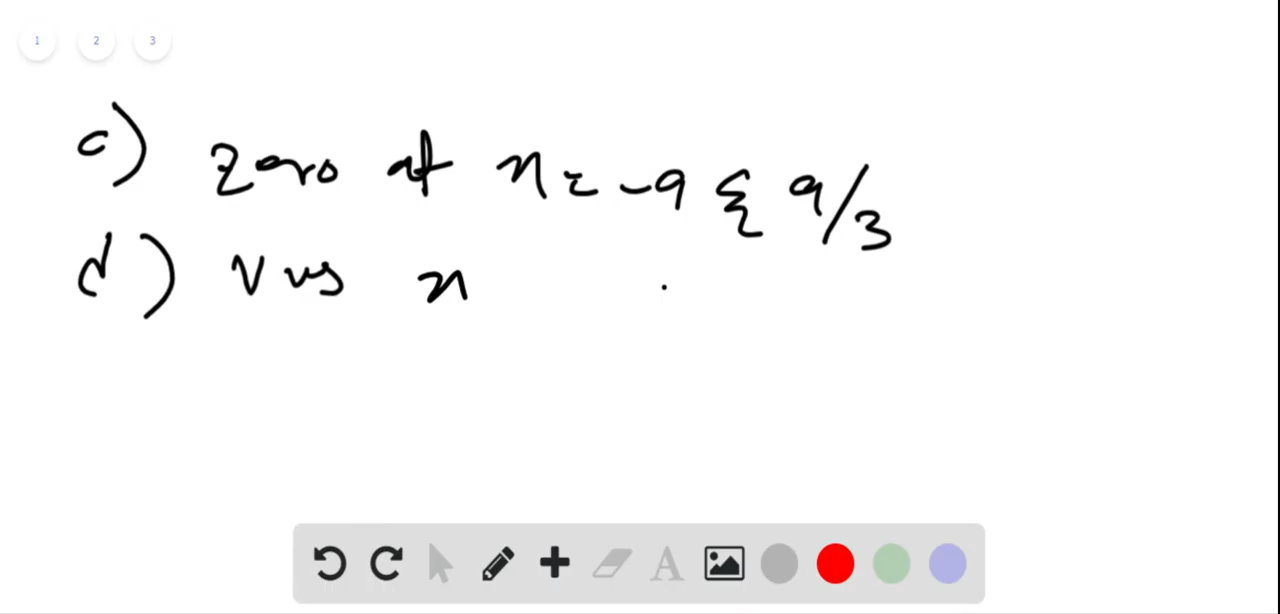 1 2 3
c) zero at x = -a & a/3
d) V vs x
A